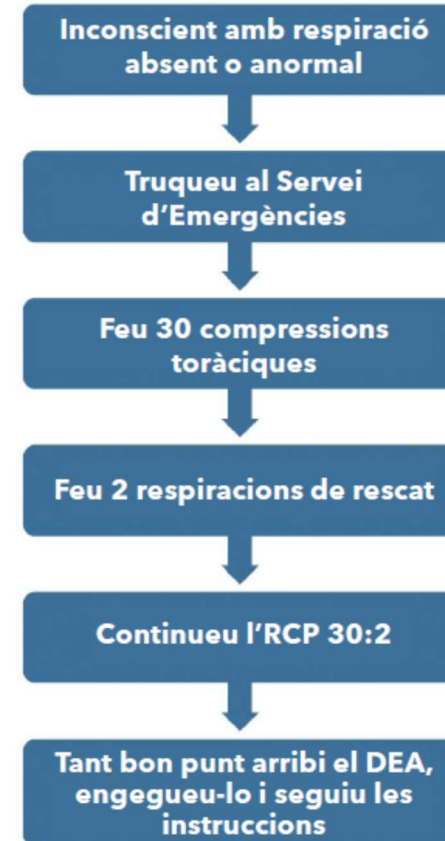 Inconscient amb respiració
absent o anormal
Truqueu al Servei
d’Emergències
Feu 30 compressions
toràciques
Feu 2 respiracions de rescat
Continueu l’RCP 30:2
Tant bon punt arribi el DEA,
engegueu-lo i seguiu les
instruccions